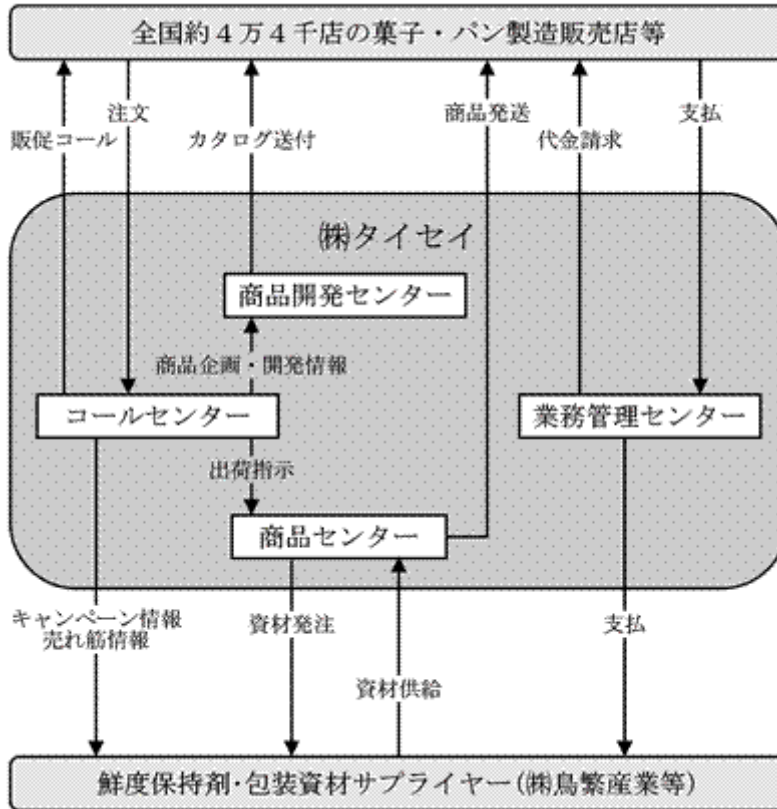 全国約４万４千店の菓子・パン製造販売店等
注文
商品発送
支払
販促コール
カタログ送付
代金請求
㈱タイセイ
商品開発センター
商品企画・開発情報
コールセンター
業務管理センター
出荷指示
商品センター
キャンペーン情報
売れ筋情報
資材発注
支払
資材供給
鮮度保持剤・包装資材サプライヤー(㈱鳥繁産業等)